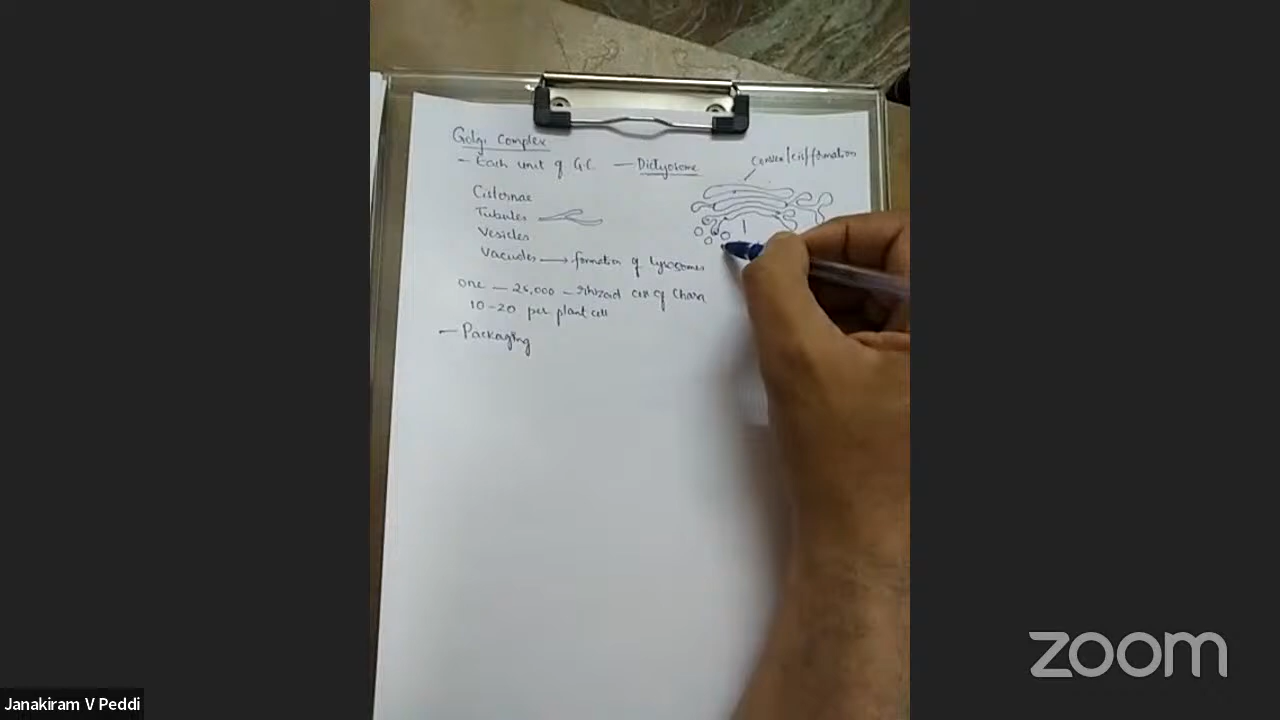 Golgi Complex
- Each unit of G.C. — Dictyosome
Convex/cis/formation
Cisternae
Tubules
Vesicles
Vacuoles → formation of lysosomes
one — 25,000 — rhizoid cell of Chara
10-20 per plant cell
- Packaging
zoom
Janakiram V Peddi